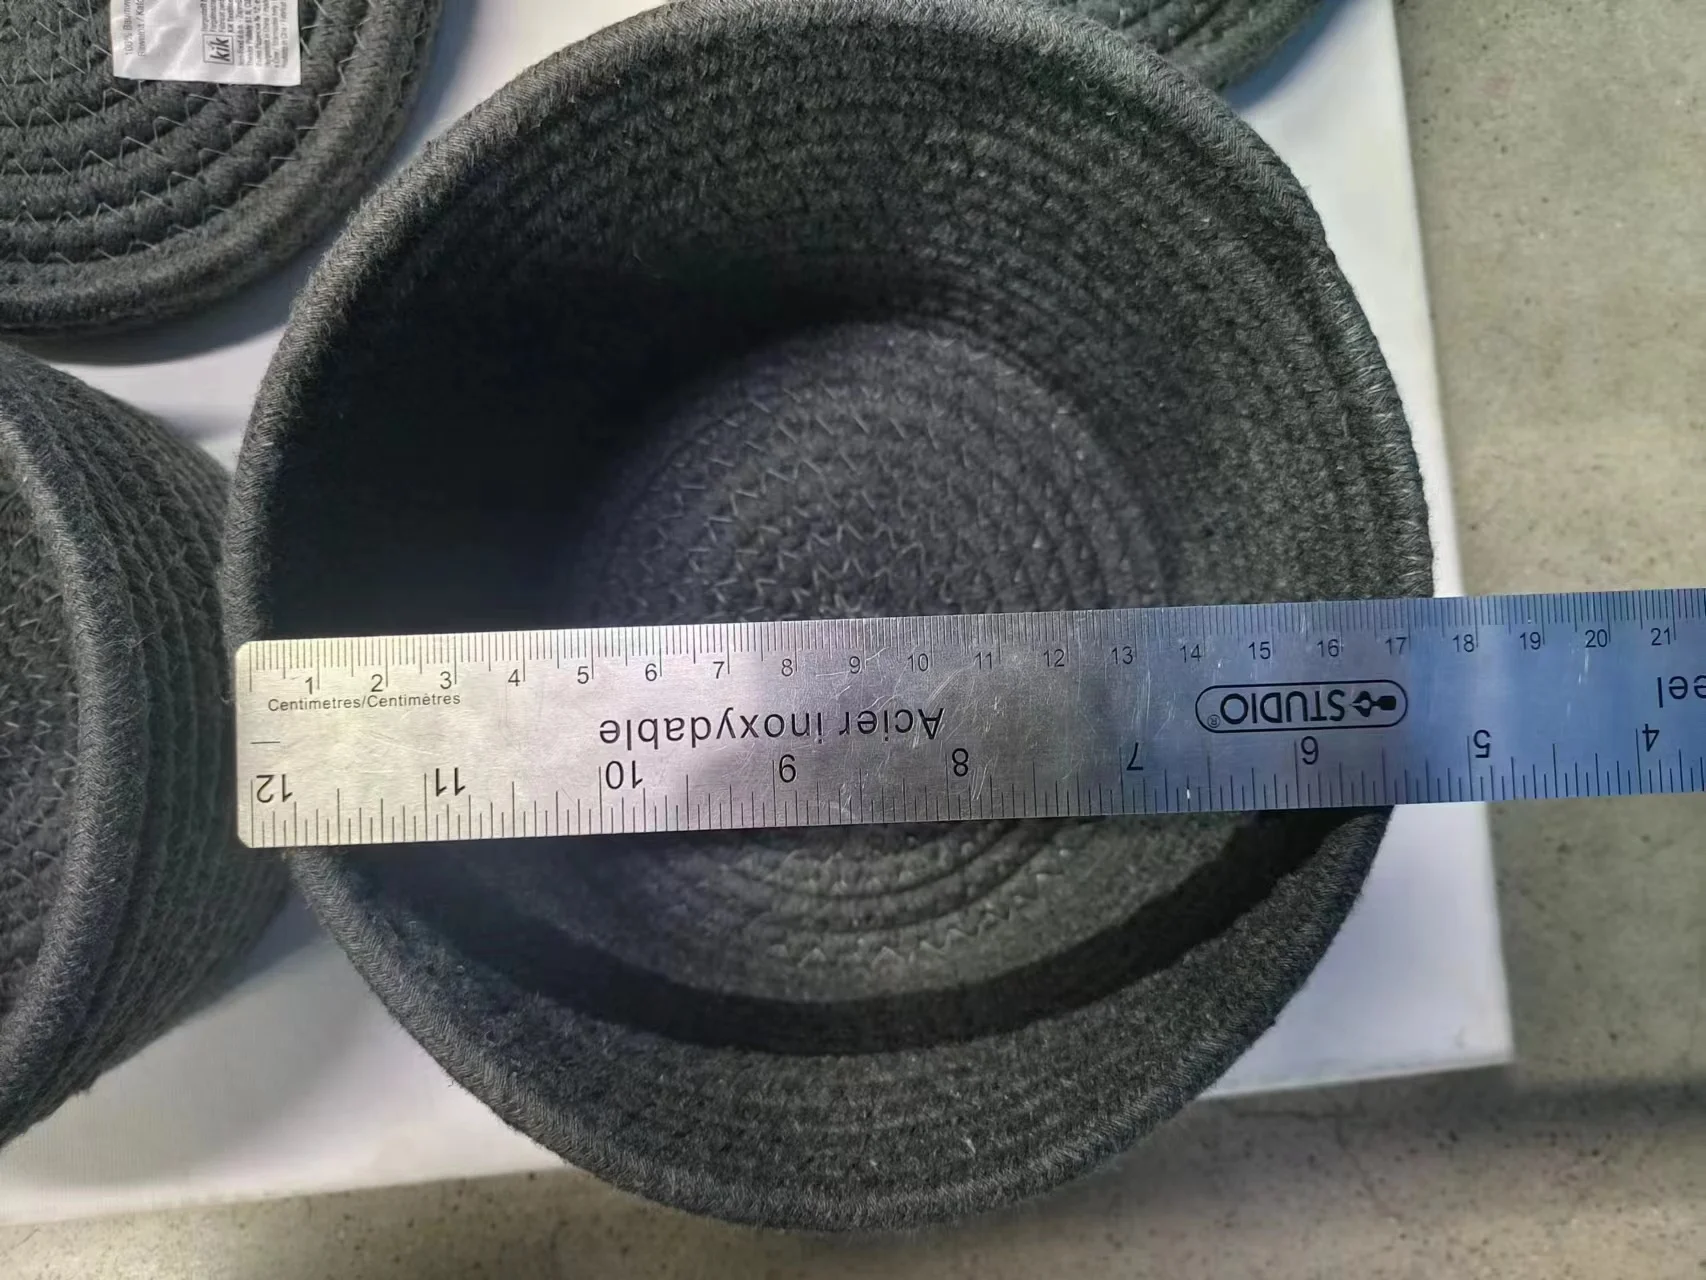 kik
1 2 3 4 5 6 7 8 9 10 11 12 13 14 15 16 17 18 19 20 21
Centimetres/Centimètres
STUDIO®
Acier inoxydable
eel
12 11 10 9 8 7 6 5 4